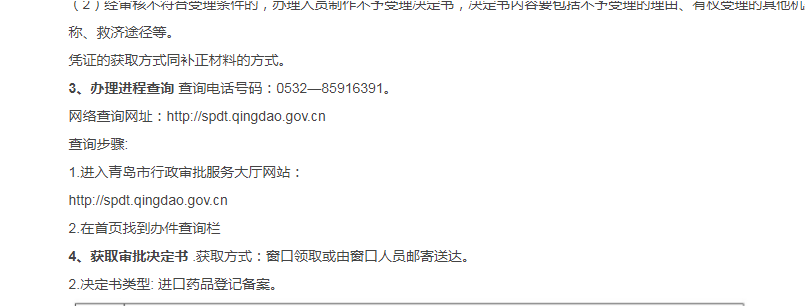 （2）经审核不符合受理条件的，办理人员制作不予受理决定书，决定书内容要包括不予受理的理由、有权受理的其他机
称、救济途径等。
凭证的获取方式同补正材料的方式。
3、办理进程查询 查询电话号码：0532—85916391。
网络查询网址：http://spdt.qingdao.gov.cn
查询步骤:
1.进入青岛市行政审批服务大厅网站：
http://spdt.qingdao.gov.cn
2.在首页找到办件查询栏
4、获取审批决定书 .获取方式：窗口领取或由窗口人员邮寄送达。
2.决定书类型: 进口药品登记备案。